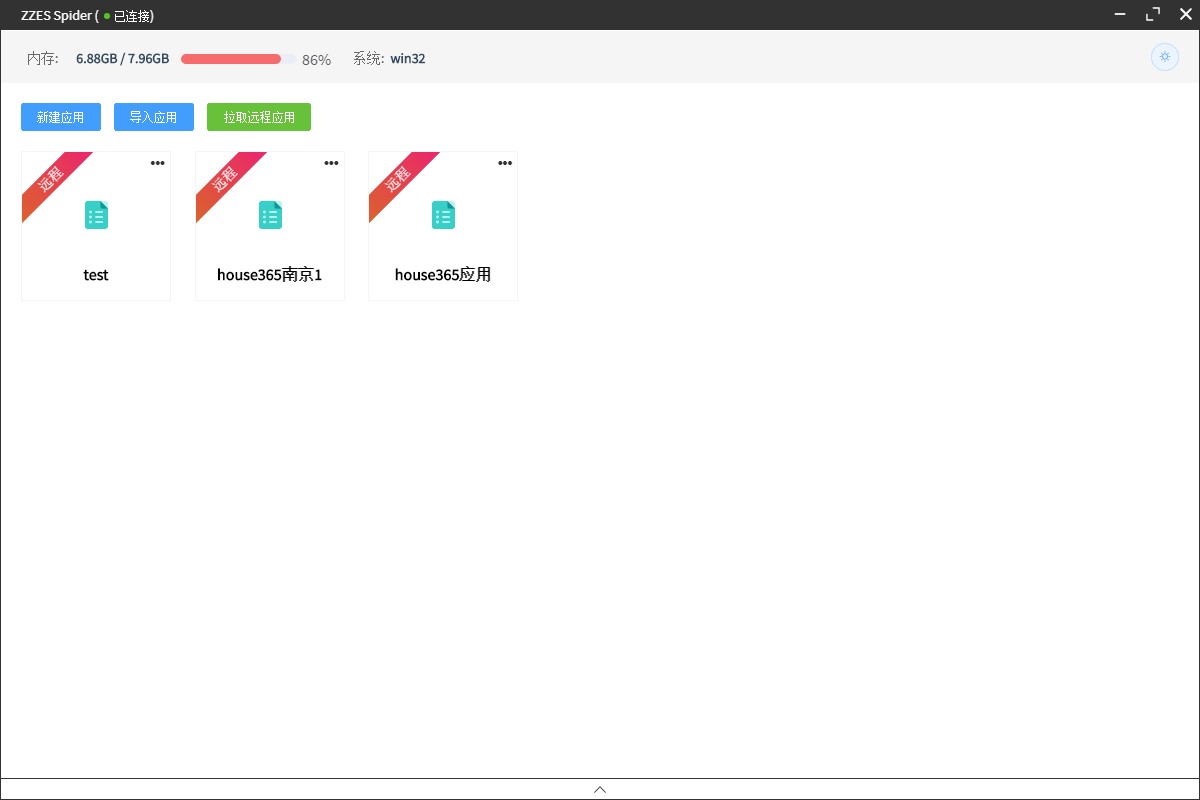 ZZES Spider ( ● 已连接)
内存: 6.88GB / 7.96GB 86% 系统: win32
新建应用 导入应用 拉取远程应用
远程 远程 远程
test house365南京1 house365应用